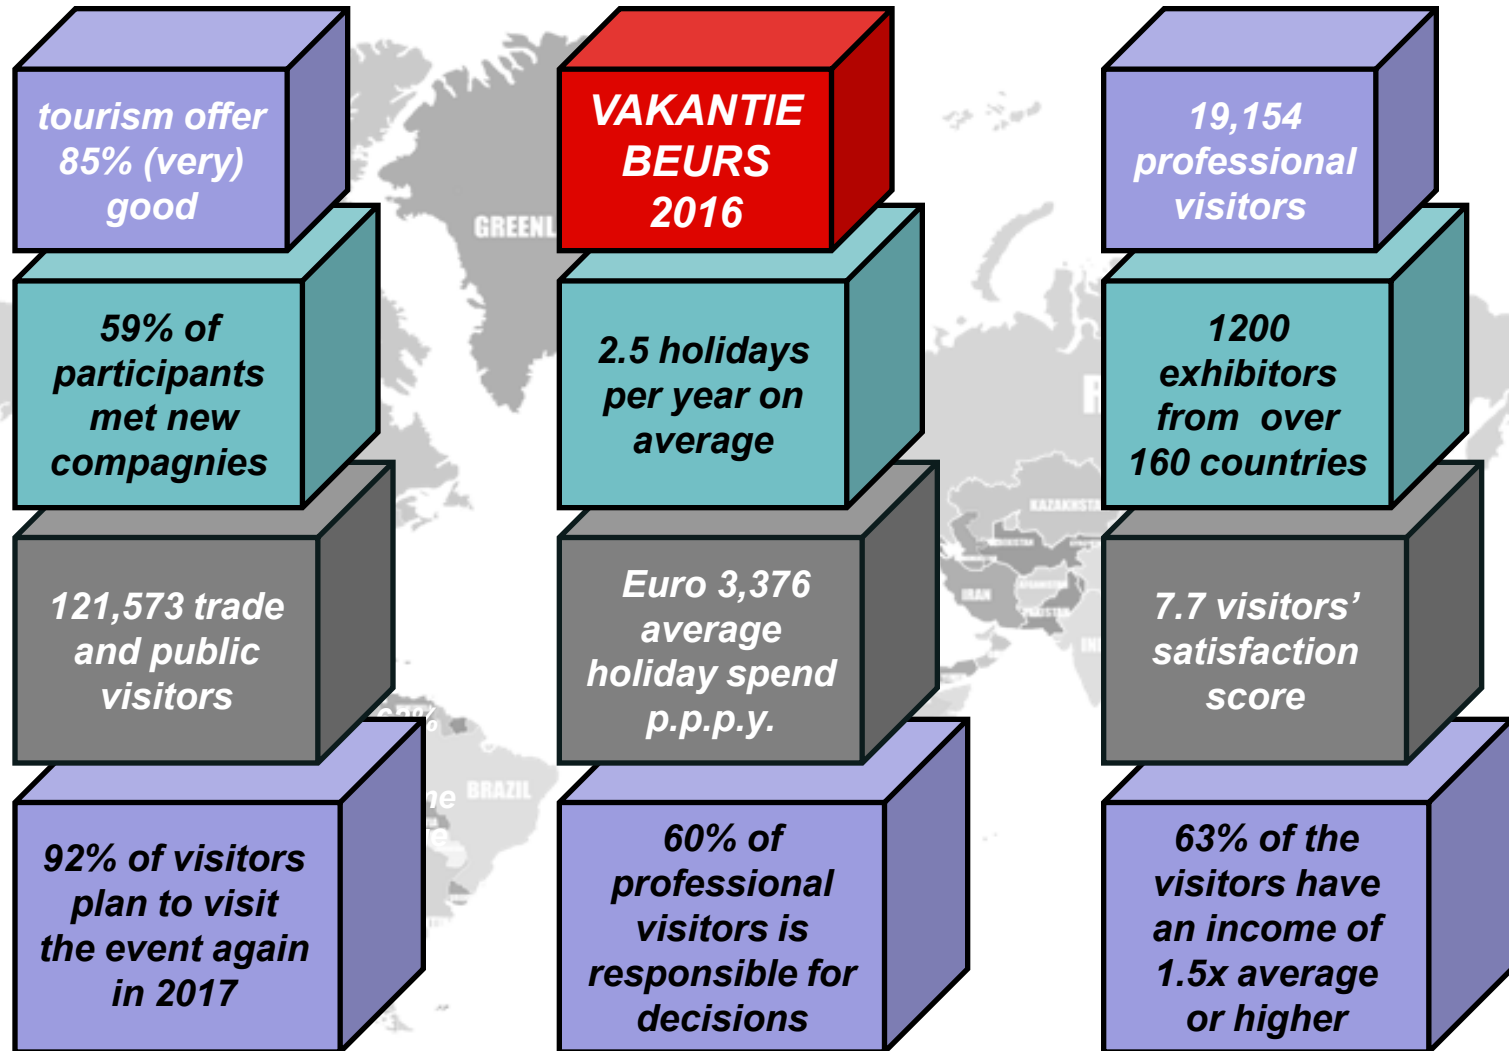 tourism offer
85% (very)
good
VAKANTIE
BEURS
2016
19,154
professional
visitors
59% of
participants
met new
compagnies
2.5 holidays
per year on
average
1200
exhibitors
from  over
160 countries
121,573 trade
and public
visitors
Euro 3,376
average
holiday spend
p.p.p.y.
7.7 visitors’
satisfaction
score
92% of visitors
plan to visit
the event again
in 2017
60% of
professional
visitors is
responsible for
decisions
63% of the
visitors have
an income of
1.5x average
or higher
GREENL
KAZAKHSTA
IRAN
BRAZIL